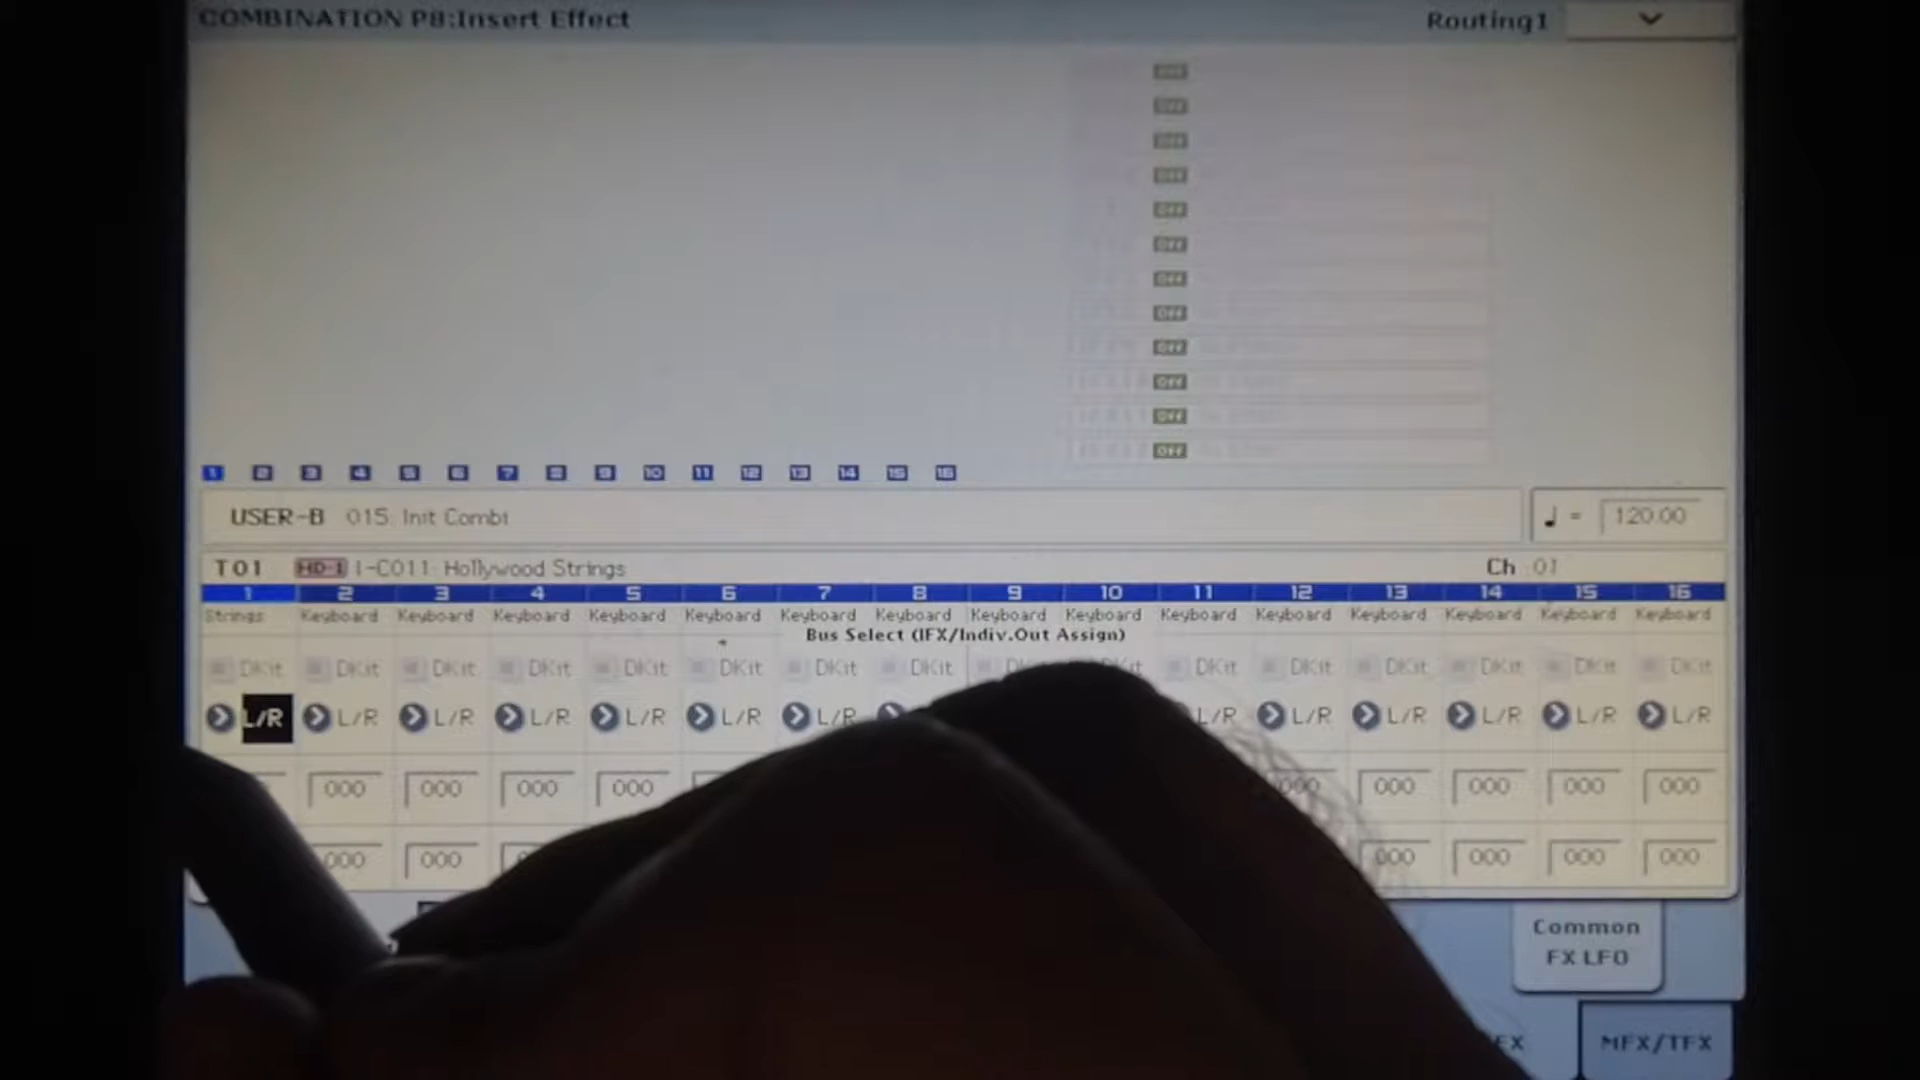 COMBINATION P8:Insert Effect
Routing1
Off
Off
Off
Off
Off
Off
Off
Off
Off
Off
Off
Off
1 2 3 4 5 6 7 8 9 10 11 12 13 14 15 16
USER-B 015: Init Combi
♩ = 120.00
T01 HD-1 I-C011: Hollywood Strings Ch :01
1 2 3 4 5 6 7 8 9 10 11 12 13 14 15 16
Strings Keyboard Keyboard Keyboard Keyboard Keyboard Keyboard Keyboard Keyboard Keyboard Keyboard Keyboard Keyboard Keyboard Keyboard Keyboard
Bus Select (IFX/Indiv.Out Assign)
DKit DKit DKit DKit DKit DKit DKit DKit DKit DKit DKit DKit DKit DKit DKit DKit
L/R L/R L/R L/R L/R L/R L/R L/R L/R L/R L/R L/R L/R
000 000 000 000 000 000 000 000 000
000 000 000 000 000 000
Common
FX LFO
MFX/TFX